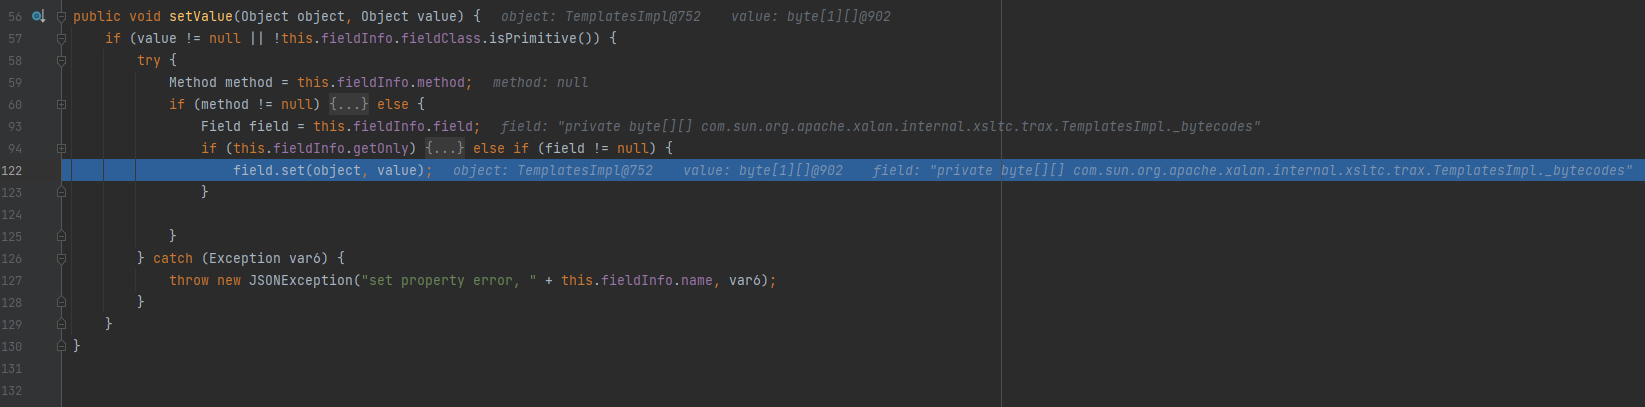 56 public void setValue(Object object, Object value) { object: TemplatesImpl@752 value: byte[1][]@902
57 if (value != null || !this.fieldInfo.fieldClass.isPrimitive()) {
58 try {
59 Method method = this.fieldInfo.method; method: null
60 if (method != null) {...} else {
93 Field field = this.fieldInfo.field; field: "private byte[][] com.sun.org.apache.xalan.internal.xsltc.trax.TemplatesImpl._bytecodes"
94 if (this.fieldInfo.getOnly) {...} else if (field != null) {
122 field.set(object, value); object: TemplatesImpl@752 value: byte[1][]@902 field: "private byte[][] com.sun.org.apache.xalan.internal.xsltc.trax.TemplatesImpl._bytecodes"
123 }
124
125 }
126 } catch (Exception var6) {
127 throw new JSONException("set property error, " + this.fieldInfo.name, var6);
128 }
129 }
130 }
131
132